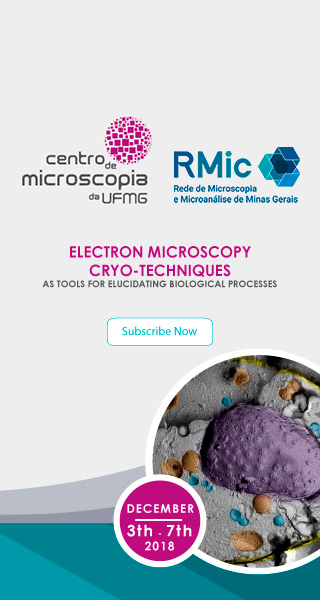 centro
de
microscopia
da UFMG
RMic
Rede de Microscopia
e Microanálise de Minas Gerais
ELECTRON MICROSCOPY
CRYO-TECHNIQUES
AS TOOLS FOR ELUCIDATING BIOLOGICAL PROCESSES
Subscribe Now
DECEMBER
3th - 7th
2018